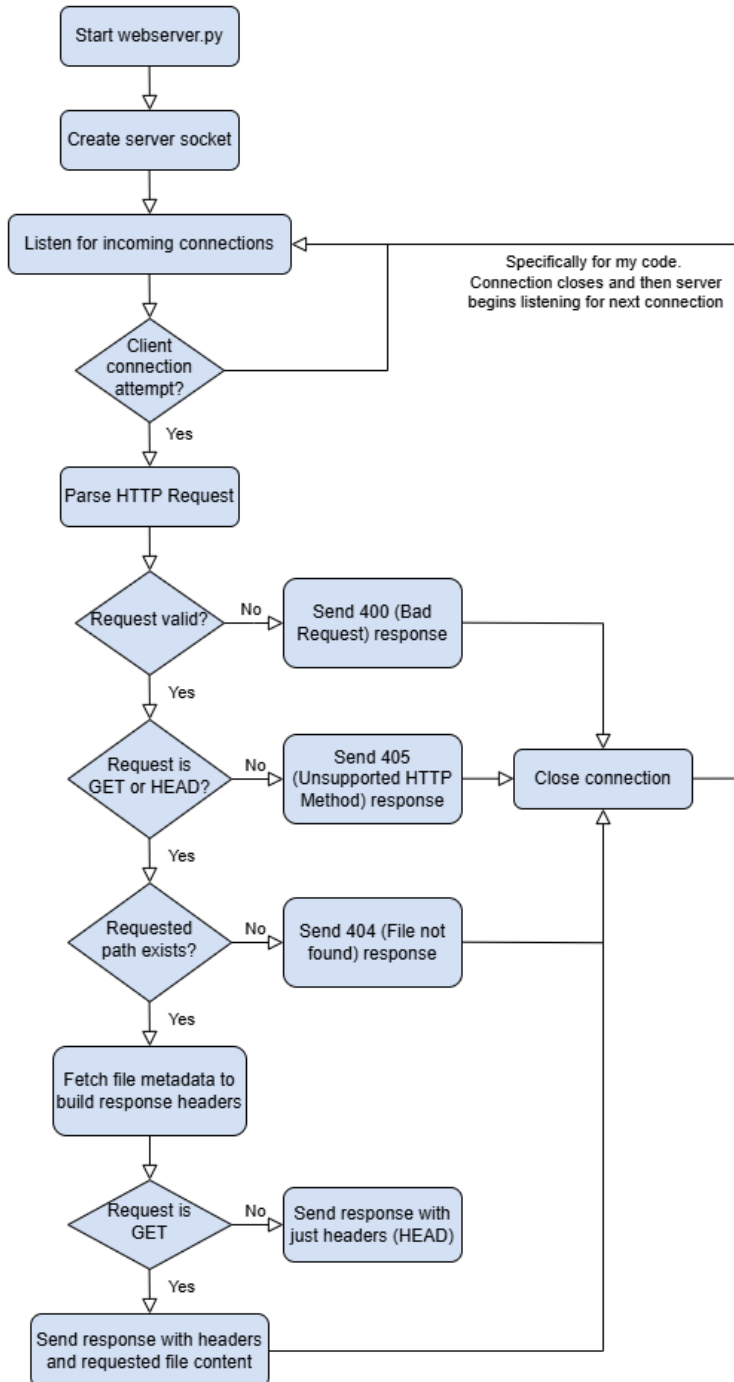 Start webserver.py
Create server socket
Listen for incoming connections
Specifically for my code.
Connection closes and then server
begins listening for next connection
Client
connection
attempt?
Yes
Parse HTTP Request
Request valid?
No
Send 400 (Bad
Request) response
Yes
Request is
GET or HEAD?
No
Send 405
(Unsupported HTTP
Method) response
Close connection
Yes
Requested
path exists?
No
Send 404 (File not
found) response
Yes
Fetch file metadata to
build response headers
Request is
GET
No
Send response with
just headers (HEAD)
Yes
Send response with headers
and requested file content